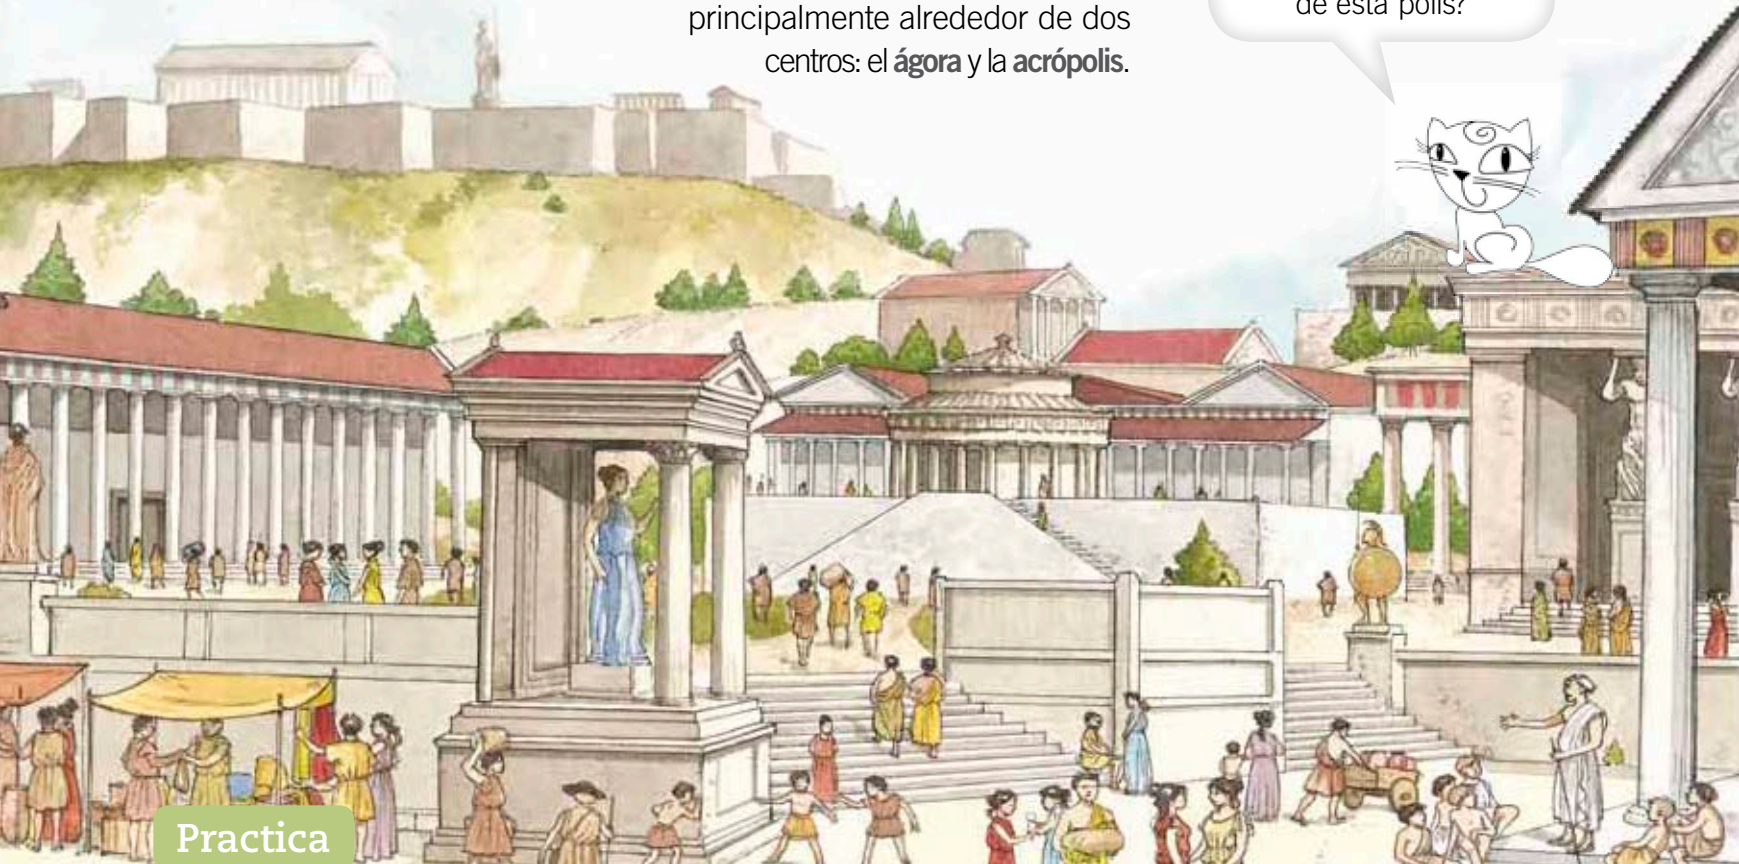 principalmente alrededor de dos
centros: el ágora y la acrópolis.
de esta polis?
Practica